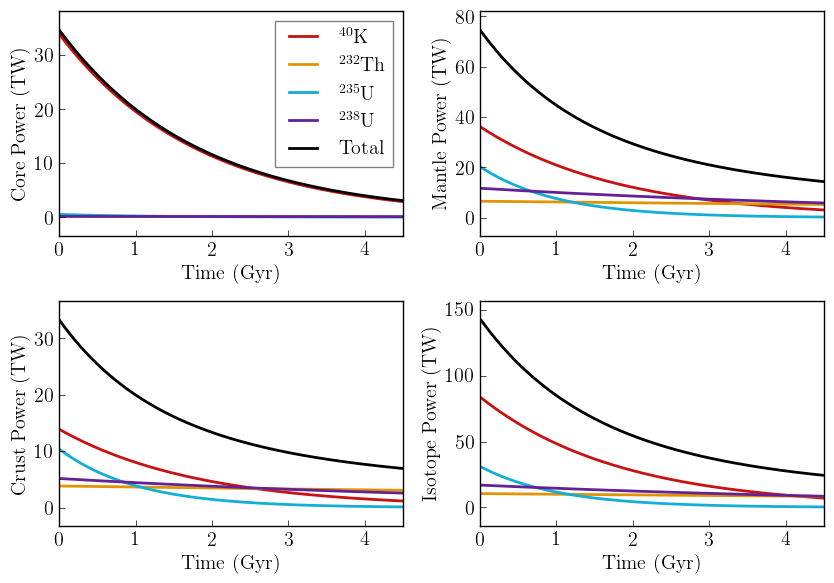 Core Power (TW)
30
20
10
0
⁴⁰K
²³²Th
²³⁵U
²³⁸U
Total
0 1 2 3 4
Time (Gyr)
Mantle Power (TW)
80
60
40
20
0
0 1 2 3 4
Time (Gyr)
Crust Power (TW)
30
20
10
0
0 1 2 3 4
Time (Gyr)
Isotope Power (TW)
150
100
50
0
0 1 2 3 4
Time (Gyr)